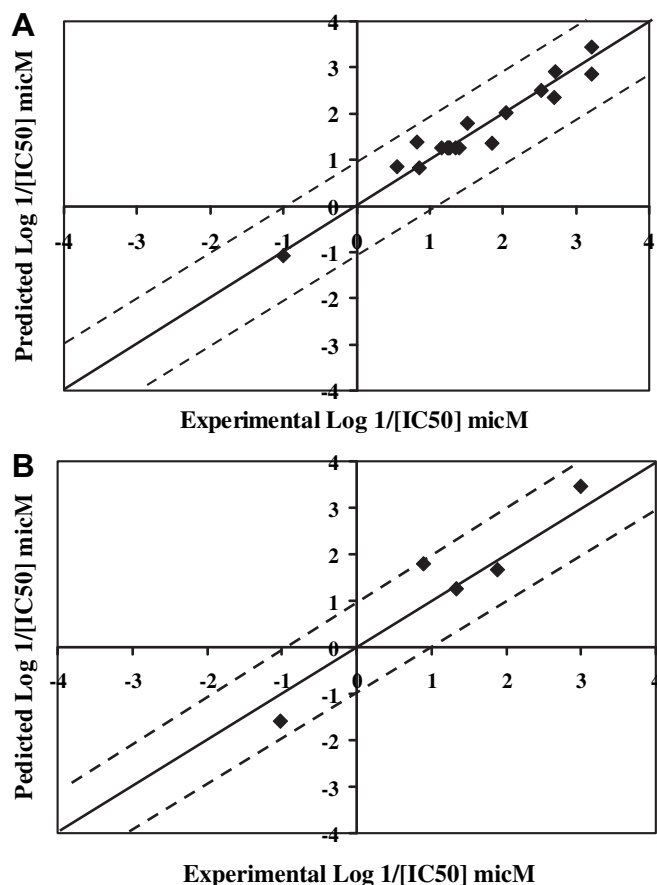 A
4
3
2
1
0
-4 -3 -2 -1 0 1 2 3 4
-1
-2
-3
-4
Predicted Log 1/[IC50] micM
Experimental Log 1/[IC50] micM
B
4
3
2
1
0
-4 -3 -2 -1 0 1 2 3 4
-1
-2
-3
-4
Pedicted Log 1/[IC50] micM
Experimental Log 1/[IC50] micM